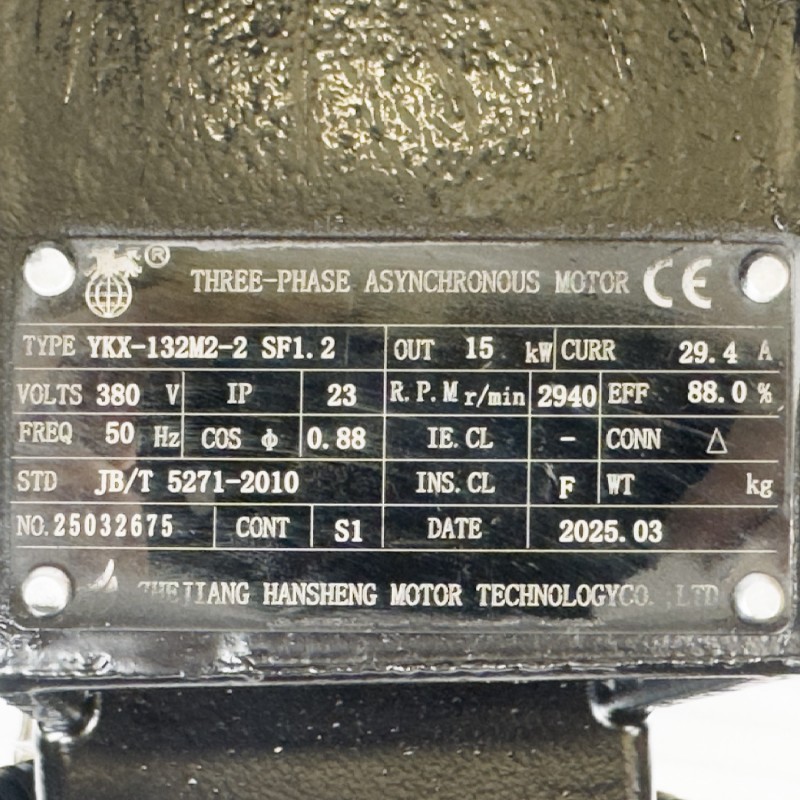 ® THREE-PHASE ASYNCHRONOUS MOTOR CE
TYPE YKX-132M2-2 SF1.2 OUT 15 kW CURR 29.4 A
VOLTS 380 V IP 23 R.P.M r/min 2940 EFF 88.0 %
FREQ 50 Hz COS ф 0.88 IE.CL - CONN △
STD JB/T 5271-2010 INS.CL F WT kg
NO.25032675 CONT S1 DATE 2025.03
ZHEJIANG HANSHENG MOTOR TECHNOLOGYCO.,LTD